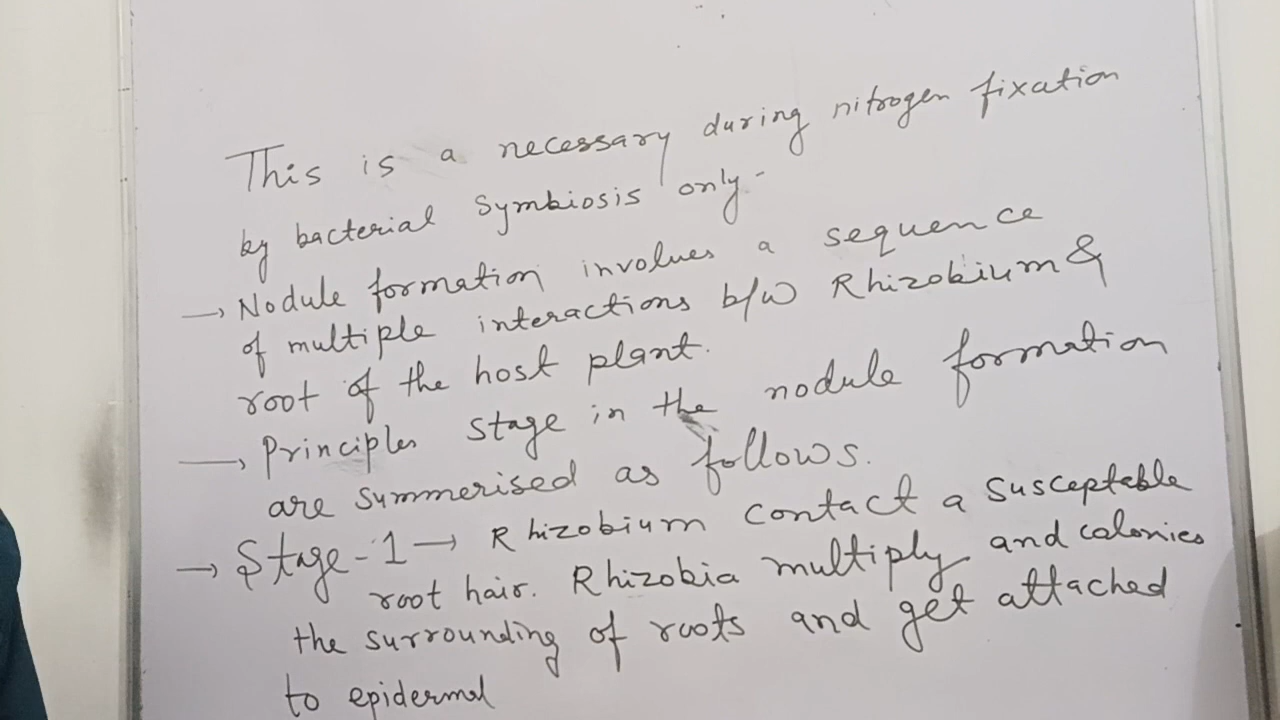 This is a necessary during nitrogen fixation
by bacterial Symbiosis only.
→ Nodule formation involves a sequence
of multiple interactions b/w Rhizobium &
root of the host plant.
→ Principles stage in the nodule formation
are summerised as follows.
→ Stage-1 → Rhizobium contact a susceptable
root hair. Rhizobia multiply and colonies
the surrounding of roots and get attached
to epidermal